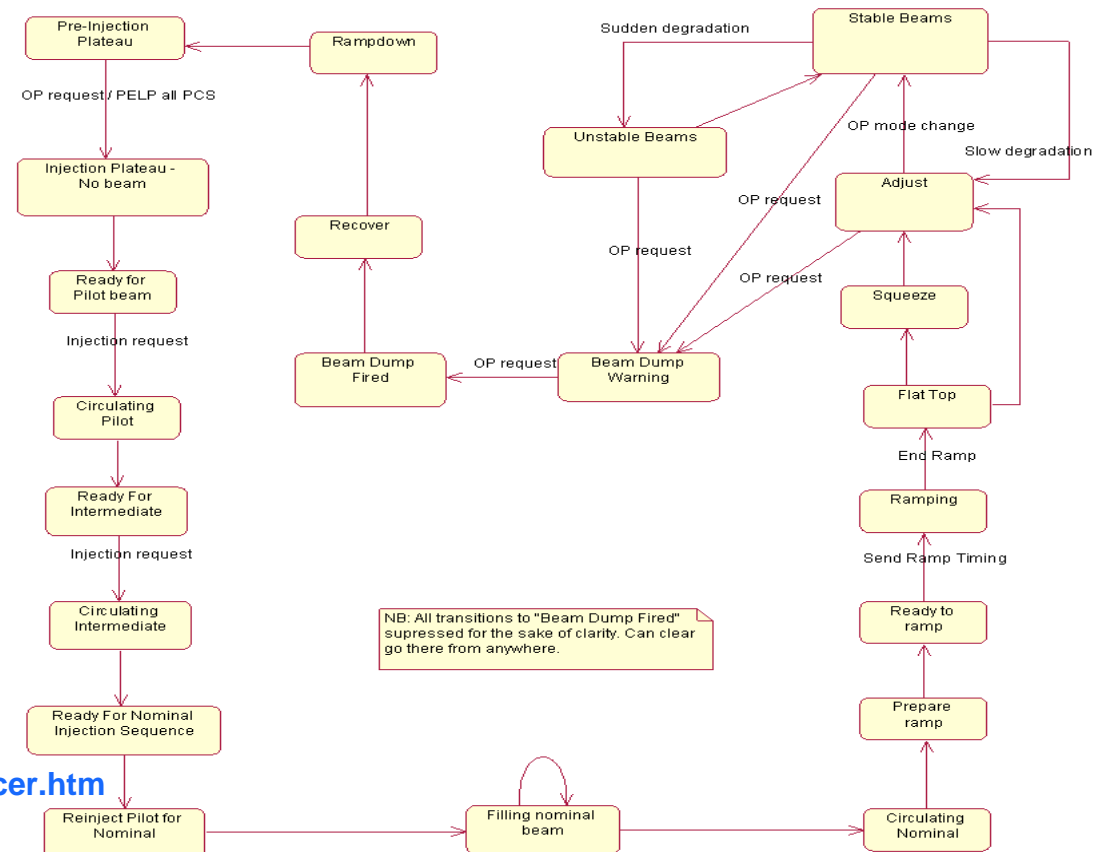 Pre-Injection
Plateau
Rampdown
Sudden degradation
Stable Beams
OP request / PELP all PCS
Unstable Beams
OP mode change
Slow degradation
Injection Plateau -
No beam
Adjust
OP request
Recover
OP request
OP request
Ready for
Pilot beam
Squeeze
Injection request
Beam Dump
Fired
OP request
Beam Dump
Warning
Flat Top
Circulating
Pilot
End Ramp
Ready For
Intermediate
Ramping
Injection request
Send Ramp Timing
Circulating
Intermediate
NB: All transitions to "Beam Dump Fired"
supressed for the sake of clarity. Can clear
go there from anywhere.
Ready to
ramp
Ready For Nominal
Injection Sequence
Prepare
ramp
cer.htm
Reinject Pilot for
Nominal
Filling nominal
beam
Circulating
Nominal